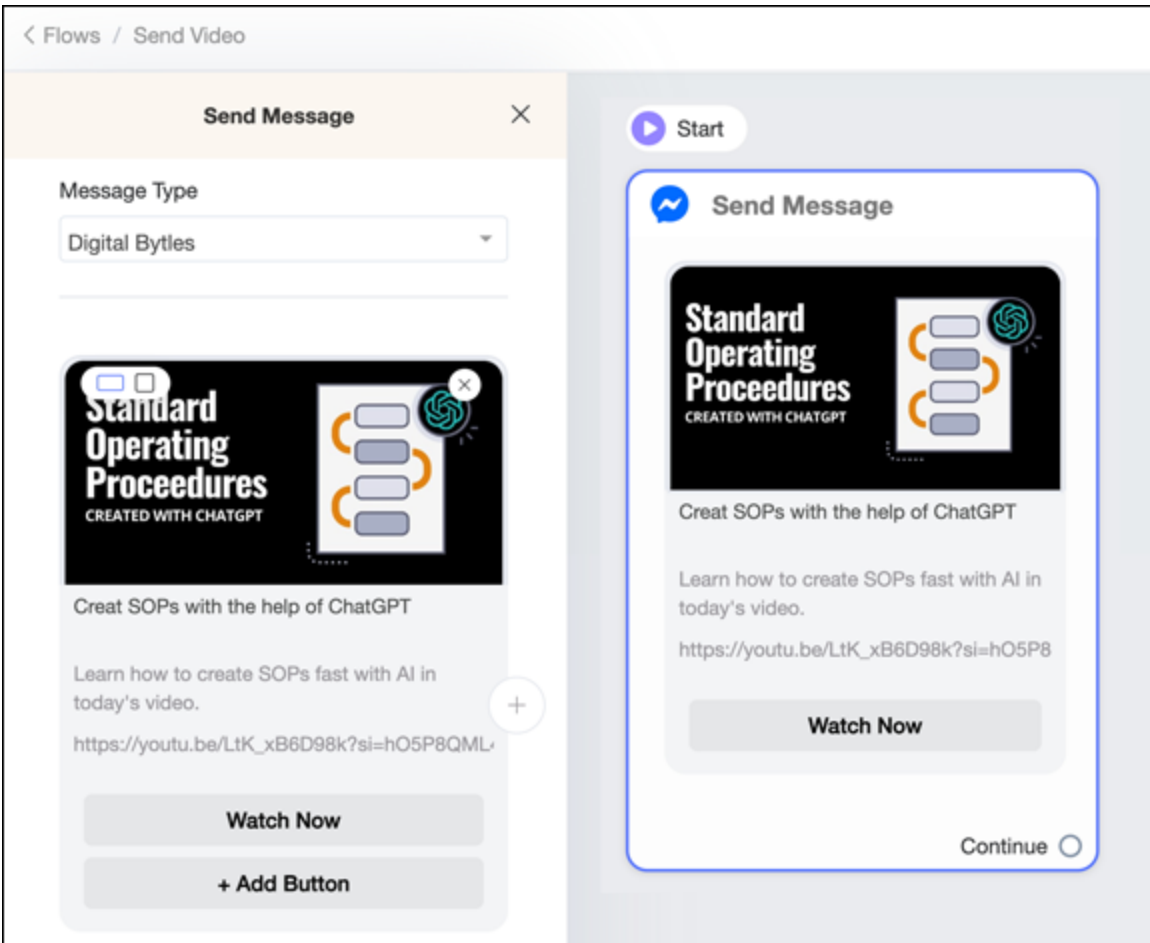 Flows / Send Video
Send Message
Message Type
Digital Bytles
Standard
Operating
Proceedures
CREATED WITH CHATGPT
Creat SOPs with the help of ChatGPT
Learn how to create SOPs fast with AI in
today's video.
https://youtu.be/LtK_xB6D98k?si=hO5P8QML
Watch Now
+ Add Button
Start
Send Message
Standard
Operating
Proceedures
CREATED WITH CHATGPT
Creat SOPs with the help of ChatGPT
Learn how to create SOPs fast with AI in
today's video.
https://youtu.be/LtK_xB6D98k?si=hO5P8
Watch Now
Continue